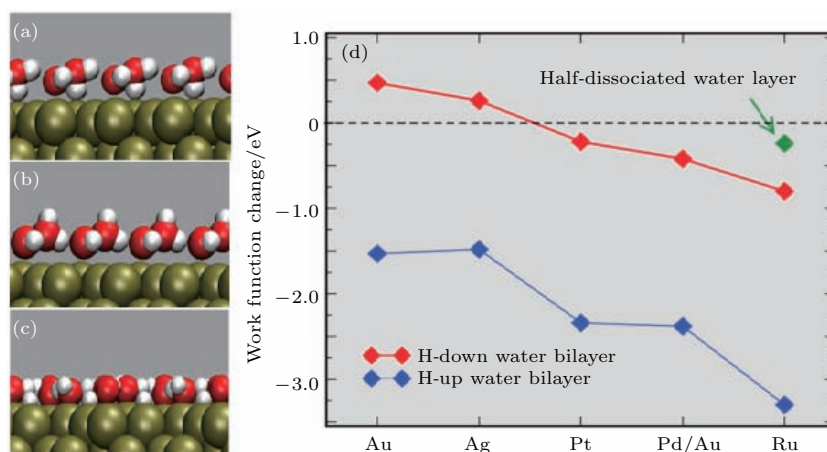 (a)
(b)
(c)
(d)
Work function change/eV
1.0
0
−1.0
−2.0
−3.0
Half-dissociated water layer
H-down water bilayer
H-up water bilayer
Au Ag Pt Pd/Au Ru